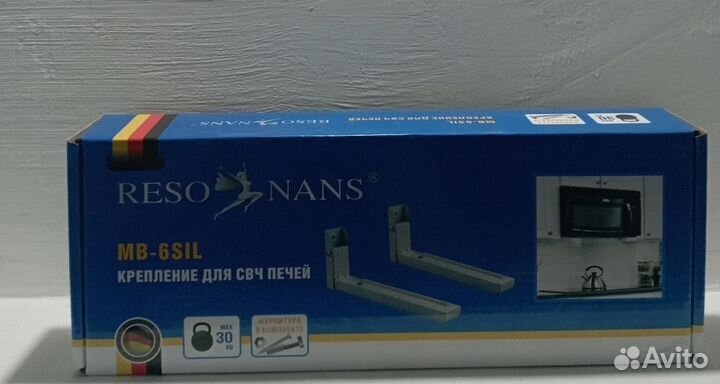 RESO NANS®
КРЕПЛЕНИЕ ДЛЯ СВЧ ПЕЧЕЙ
MB-6SIL
30
RESO NANS®
MB-6SIL
КРЕПЛЕНИЕ ДЛЯ СВЧ ПЕЧЕЙ
MAX
30
КГ
ФУРНИТУРА
В КОМПЛЕКТЕ
Avito